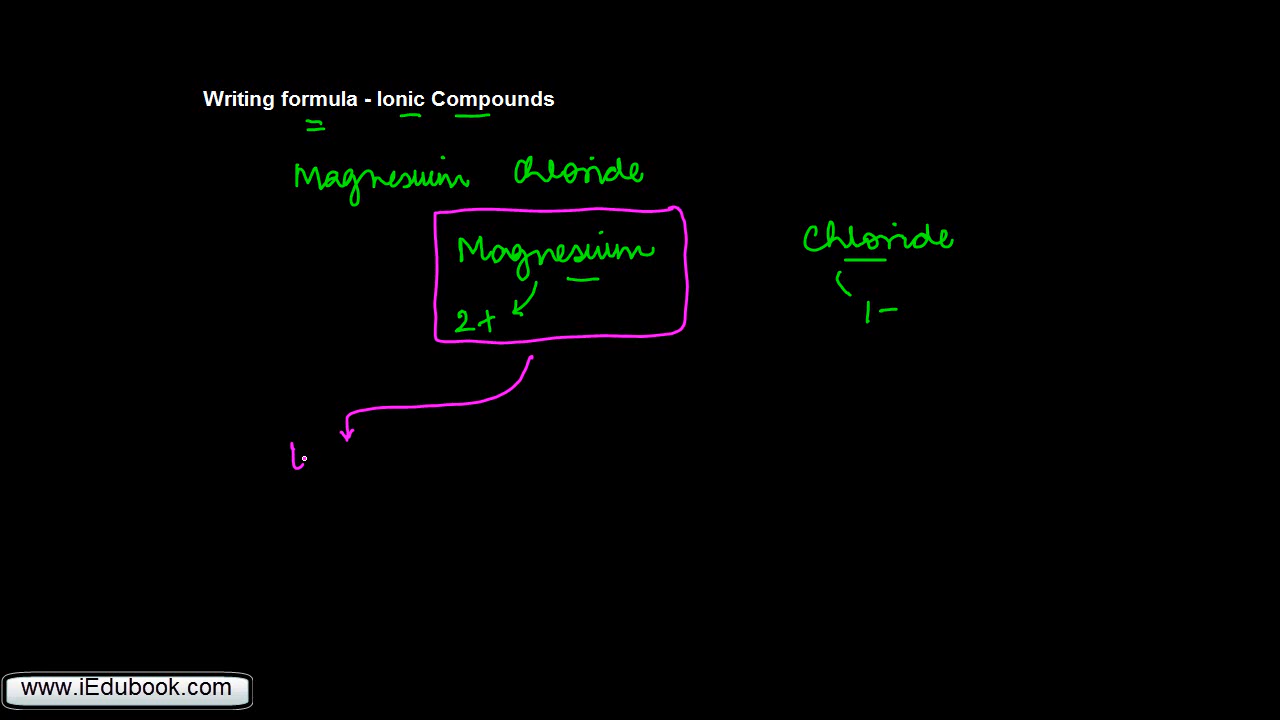 Writing formula - Ionic Compounds
Magnesium Chloride
Magnesium
Chloride
2+
1-
www.iEdubook.com